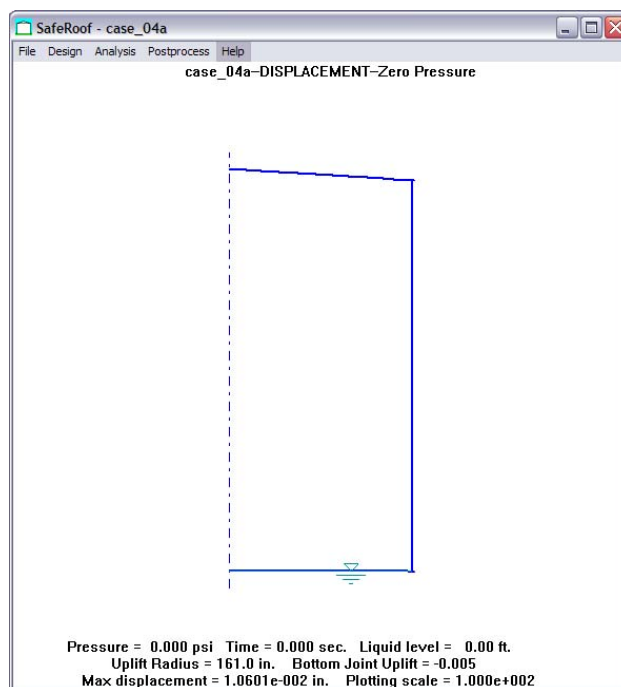 SafeRoof - case_04a
File Design Analysis Postprocess Help
case_04a-DISPLACEMENT-Zero Pressure
Pressure = 0.000 psi Time = 0.000 sec. Liquid level = 0.00 ft.
Uplift Radius = 161.0 in. Bottom Joint Uplift = -0.005
Max displacement = 1.0601e-002 in. Plotting scale = 1.000e+002